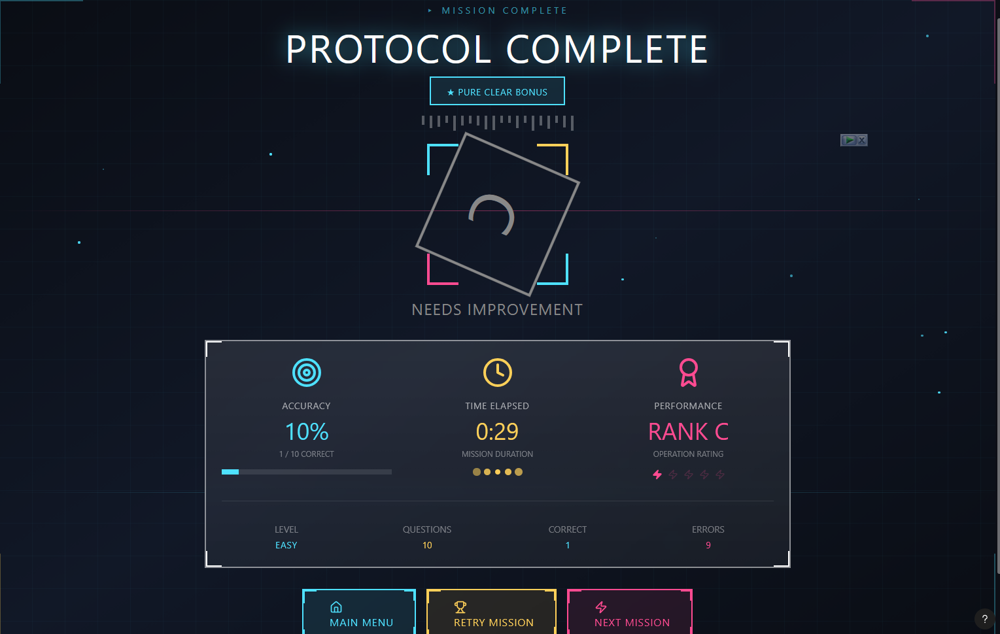 MISSION COMPLETE
PROTOCOL COMPLETE
★ PURE CLEAR BONUS
C
NEEDS IMPROVEMENT
ACCURACY
10%
1 / 10 CORRECT
TIME ELAPSED
0:29
MISSION DURATION
PERFORMANCE
RANK C
OPERATION RATING
LEVEL
EASY
QUESTIONS
10
CORRECT
1
ERRORS
9
MAIN MENU
RETRY MISSION
NEXT MISSION
?